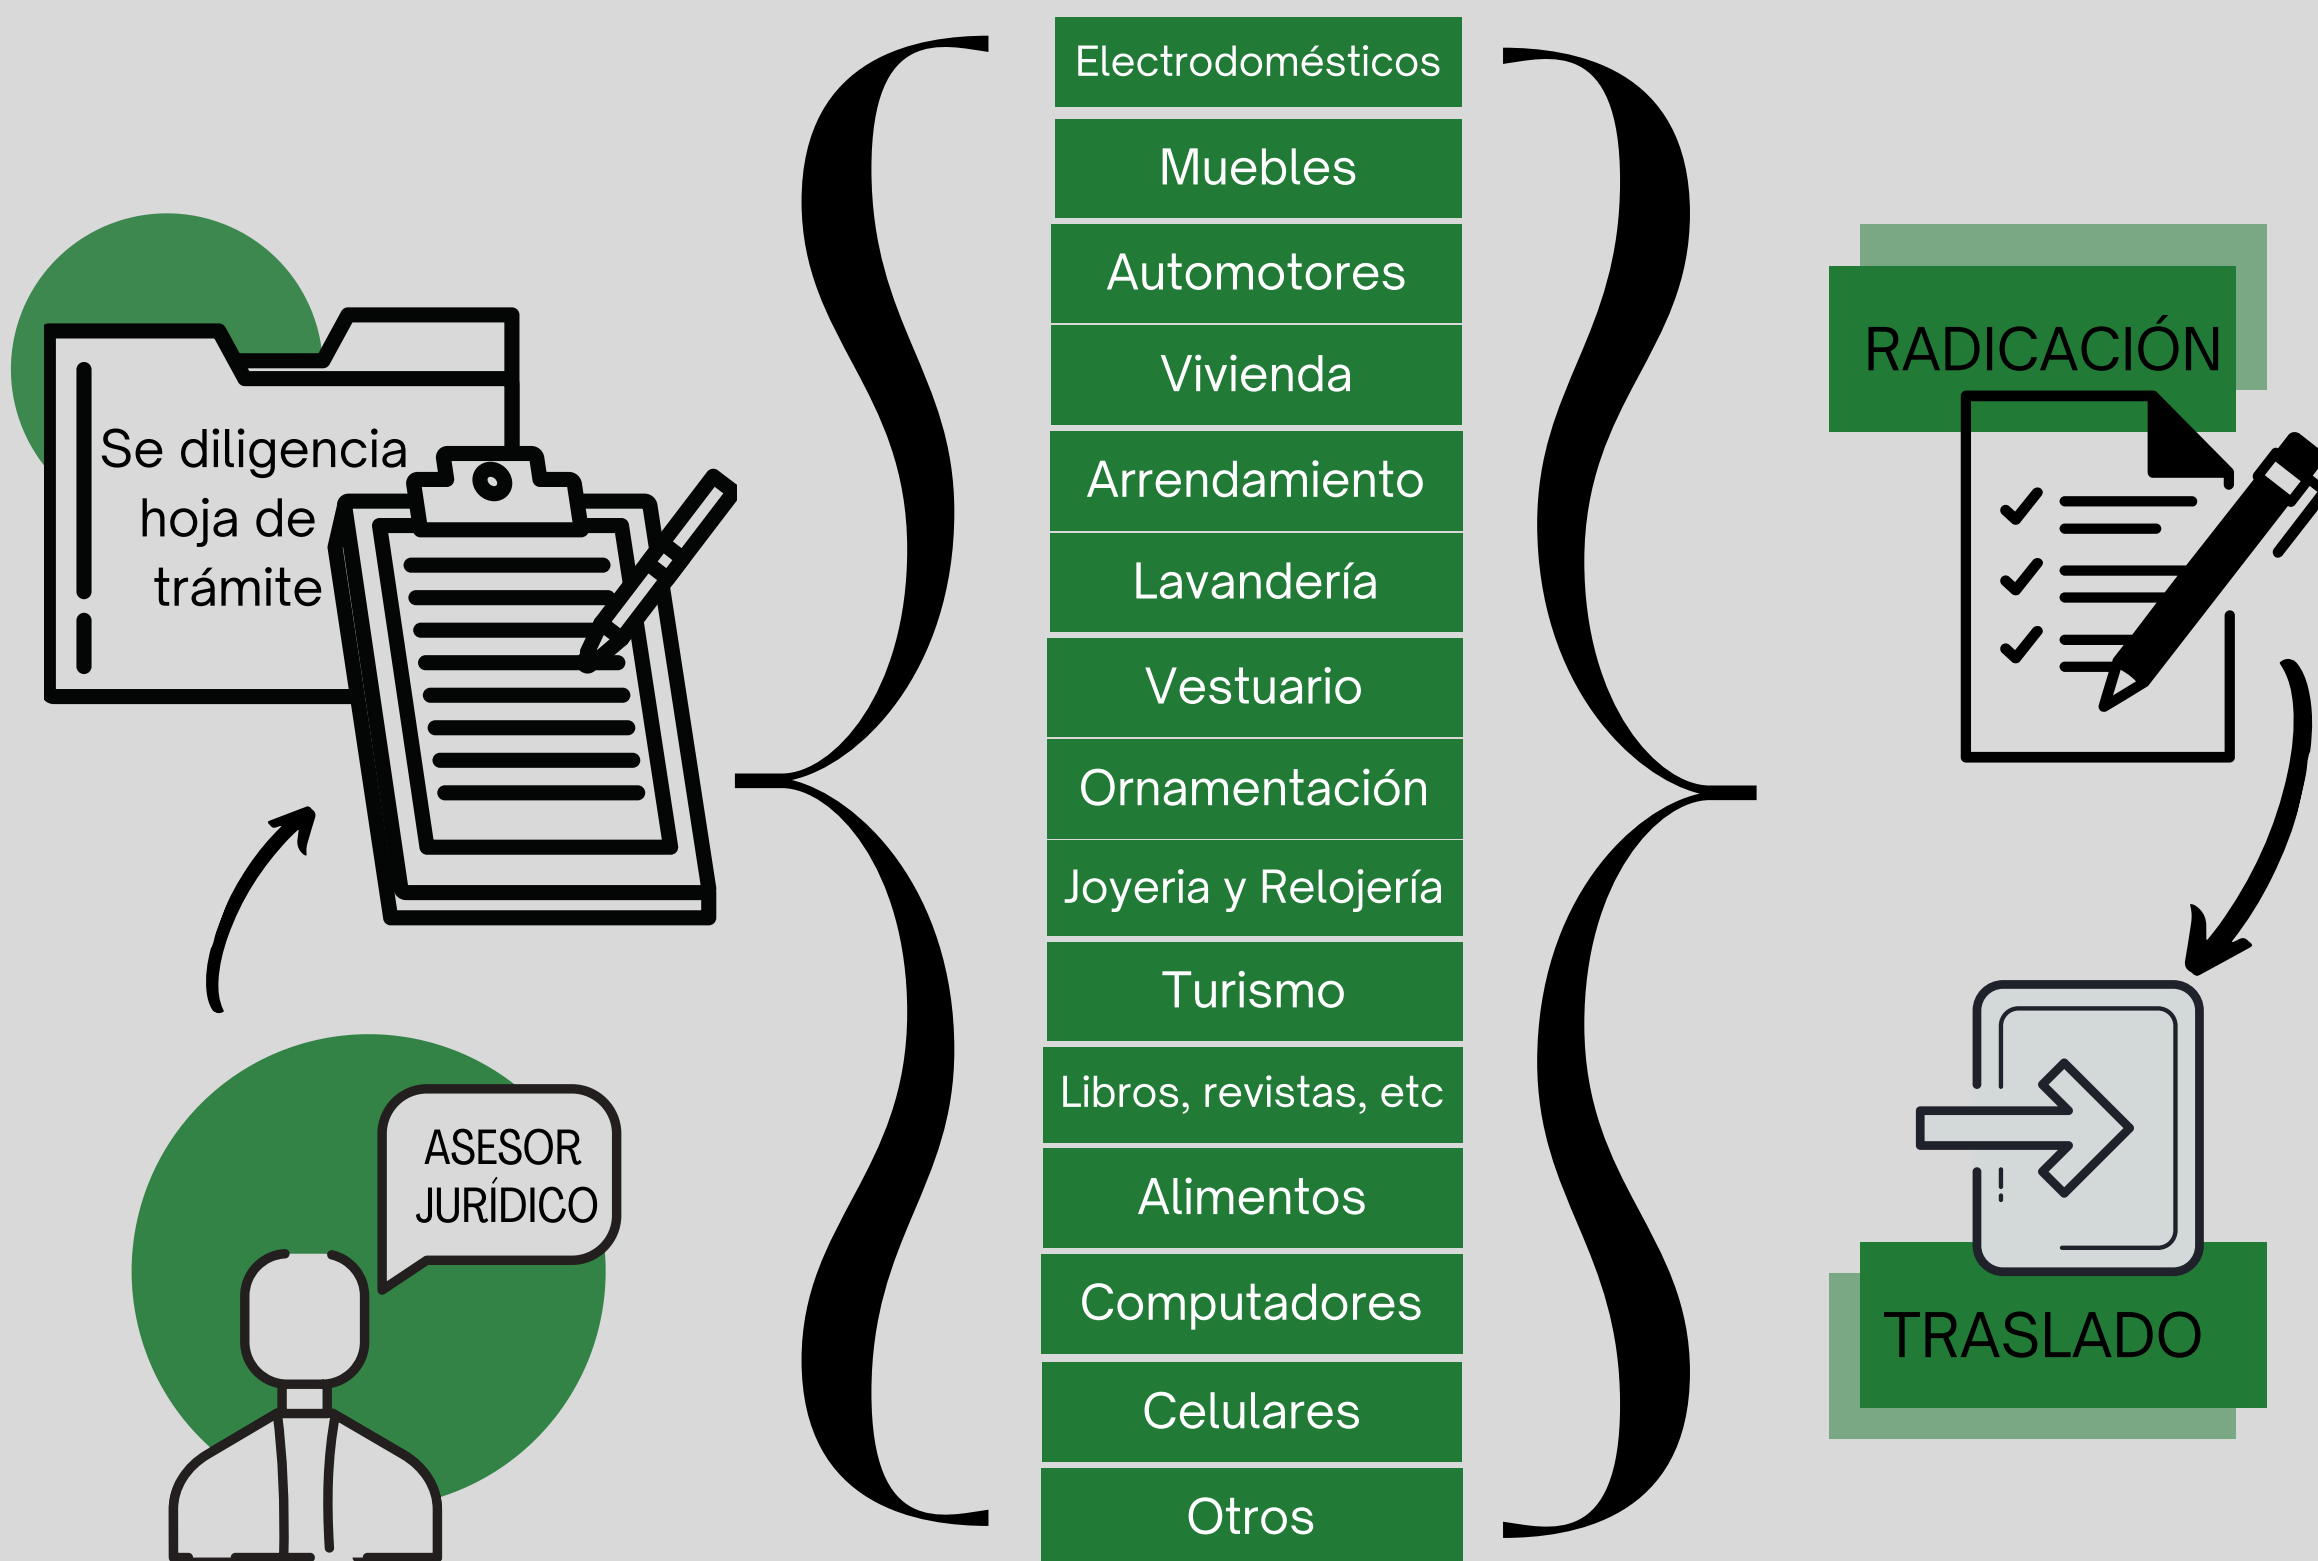 Se diligencia
hoja de
trámite
ASESOR
JURÍDICO
Electrodomésticos
Muebles
Automotores
Vivienda
Arrendamiento
Lavandería
Vestuario
Ornamentación
Joyeria y Relojería
Turismo
Libros, revistas, etc
Alimentos
Computadores
Celulares
Otros
RADICACIÓN
TRASLADO